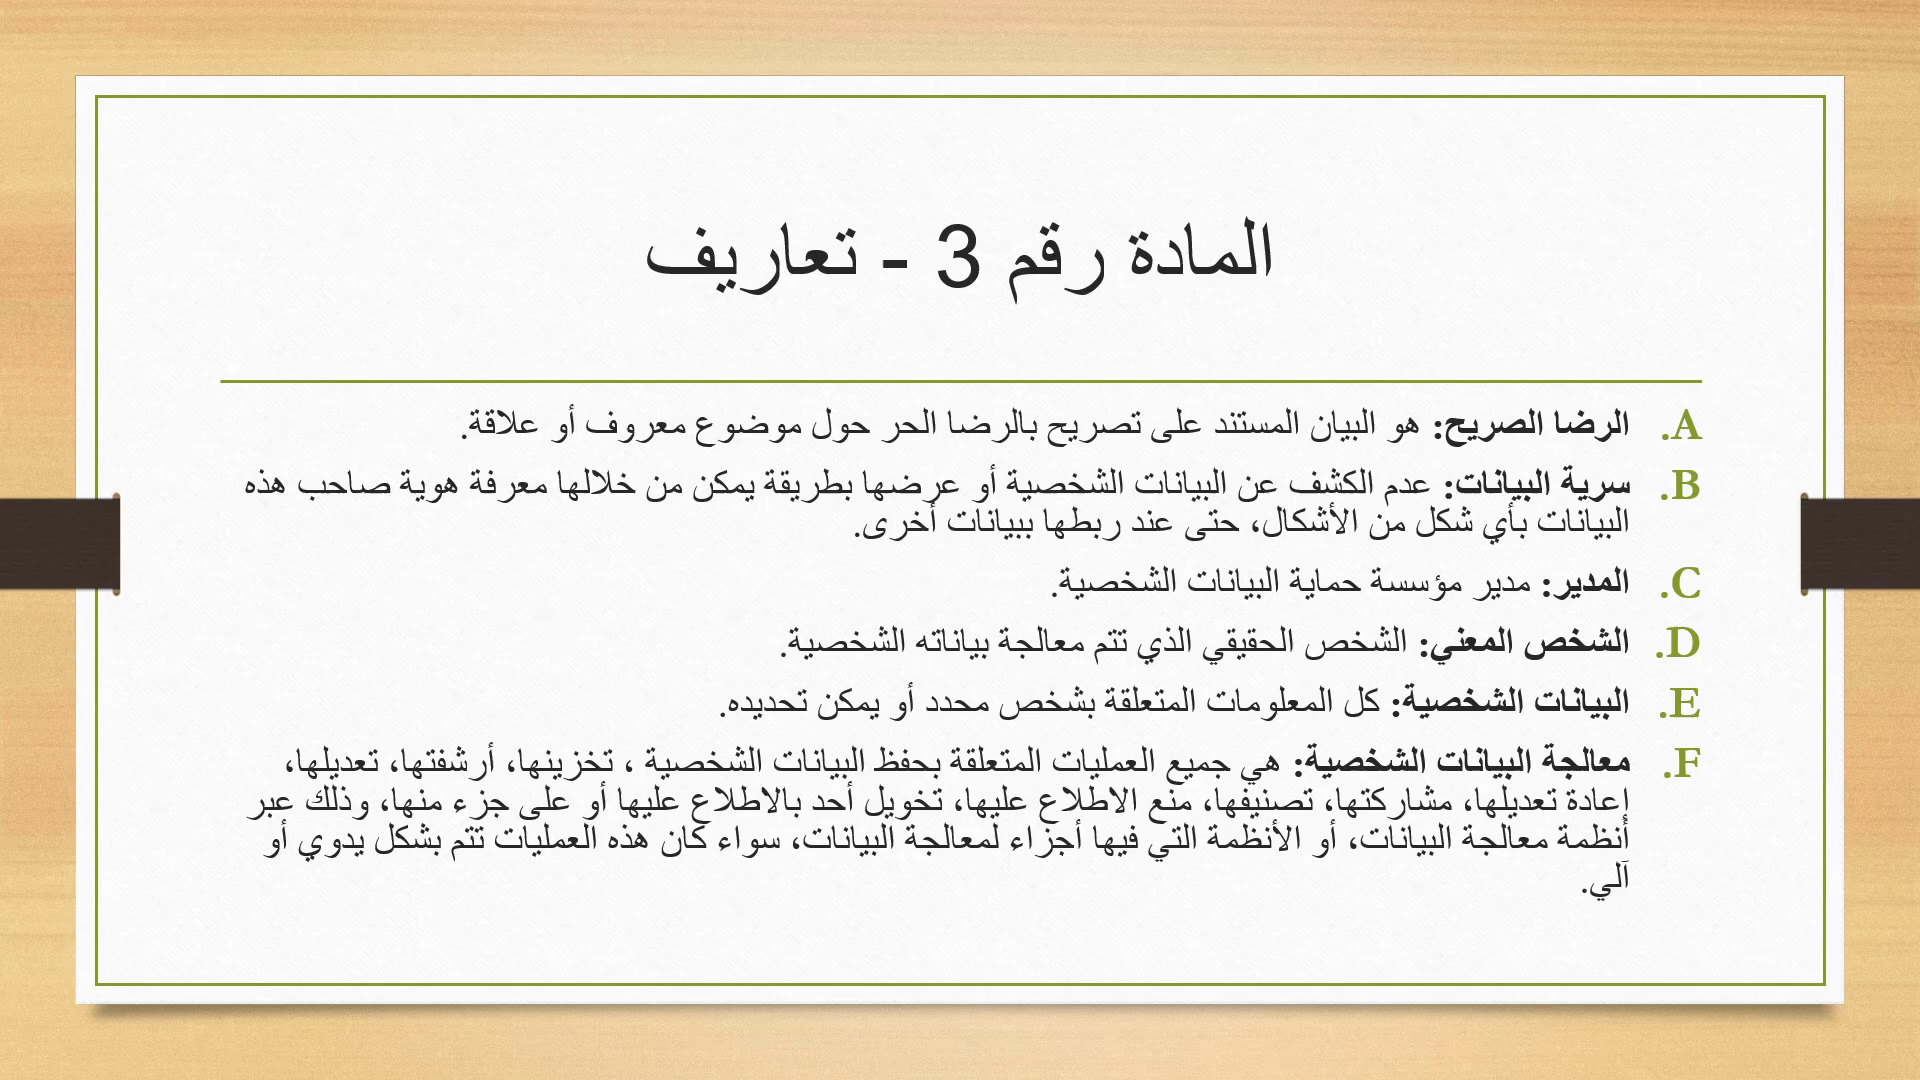 المادة رقم 3 - تعاريف
A. الرضا الصريح: هو البيان المستند على تصريح بالرضا الحر حول موضوع معروف أو علاقة.
B. سرية البيانات: عدم الكشف عن البيانات الشخصية أو عرضها بطريقة يمكن من خلالها معرفة هوية صاحب هذه
البيانات بأي شكل من الأشكال، حتى عند ربطها ببيانات أخرى.
C. المدير: مدير مؤسسة حماية البيانات الشخصية.
D. الشخص المعني: الشخص الحقيقي الذي تتم معالجة بياناته الشخصية.
E. البيانات الشخصية: كل المعلومات المتعلقة بشخص محدد أو يمكن تحديده.
F. معالجة البيانات الشخصية: هي جميع العمليات المتعلقة بحفظ البيانات الشخصية ، تخزينها، أرشفتها، تعديلها،
إعادة تعديلها، مشاركتها، تصنيفها، منع الاطلاع عليها، تخويل أحد بالاطلاع عليها أو على جزء منها، وذلك عبر
أنظمة معالجة البيانات، أو الأنظمة التي فيها أجزاء لمعالجة البيانات، سواء كان هذه العمليات تتم بشكل يدوي أو
آلي.